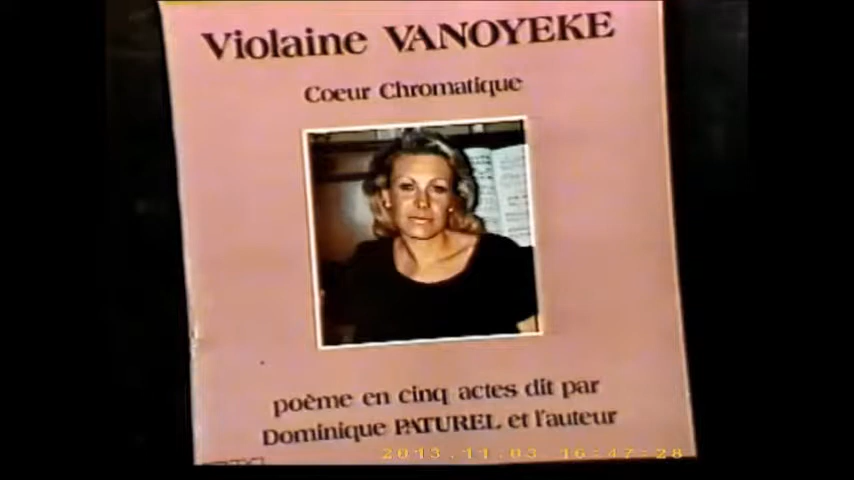 Violaine VANOYEKE
Coeur Chromatique
poème en cinq actes dit par
Dominique PATUREL et l'auteur
2013.11.03 16:47:28